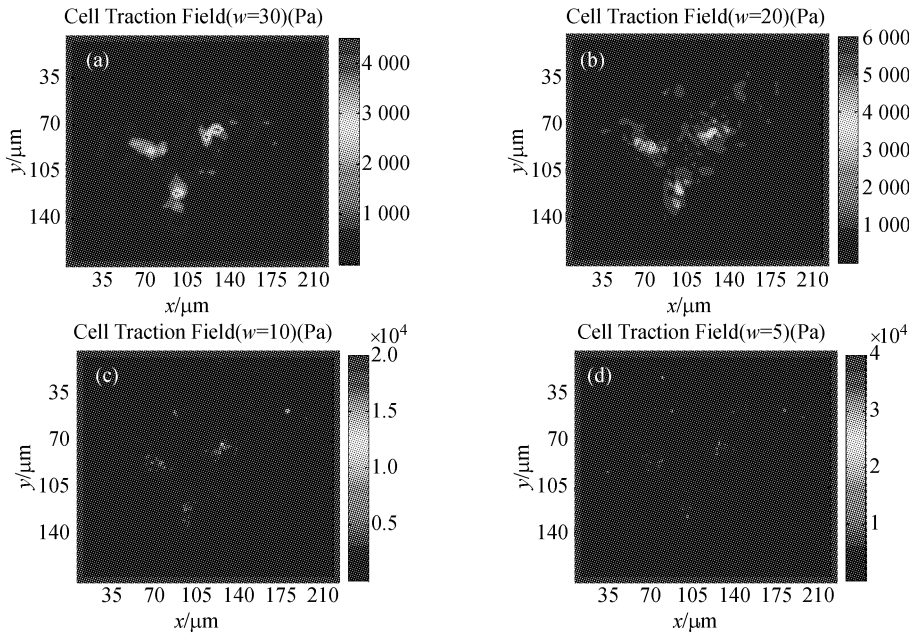 Cell Traction Field(w=30)(Pa)
(a)
35
70
105
140
y/μm
35 70 105 140 175 210
x/μm
4 000
3 000
2 000
1 000
Cell Traction Field(w=20)(Pa)
(b)
35
70
105
140
y/μm
35 70 105 140 175 210
x/μm
6 000
5 000
4 000
3 000
2 000
1 000
Cell Traction Field(w=10)(Pa)
(c)
35
70
105
140
y/μm
35 70 105 140 175 210
x/μm
×10⁴
2.0
1.5
1.0
0.5
Cell Traction Field(w=5)(Pa)
(d)
35
70
105
140
y/μm
35 70 105 140 175 210
x/μm
×10⁴
4
3
2
1